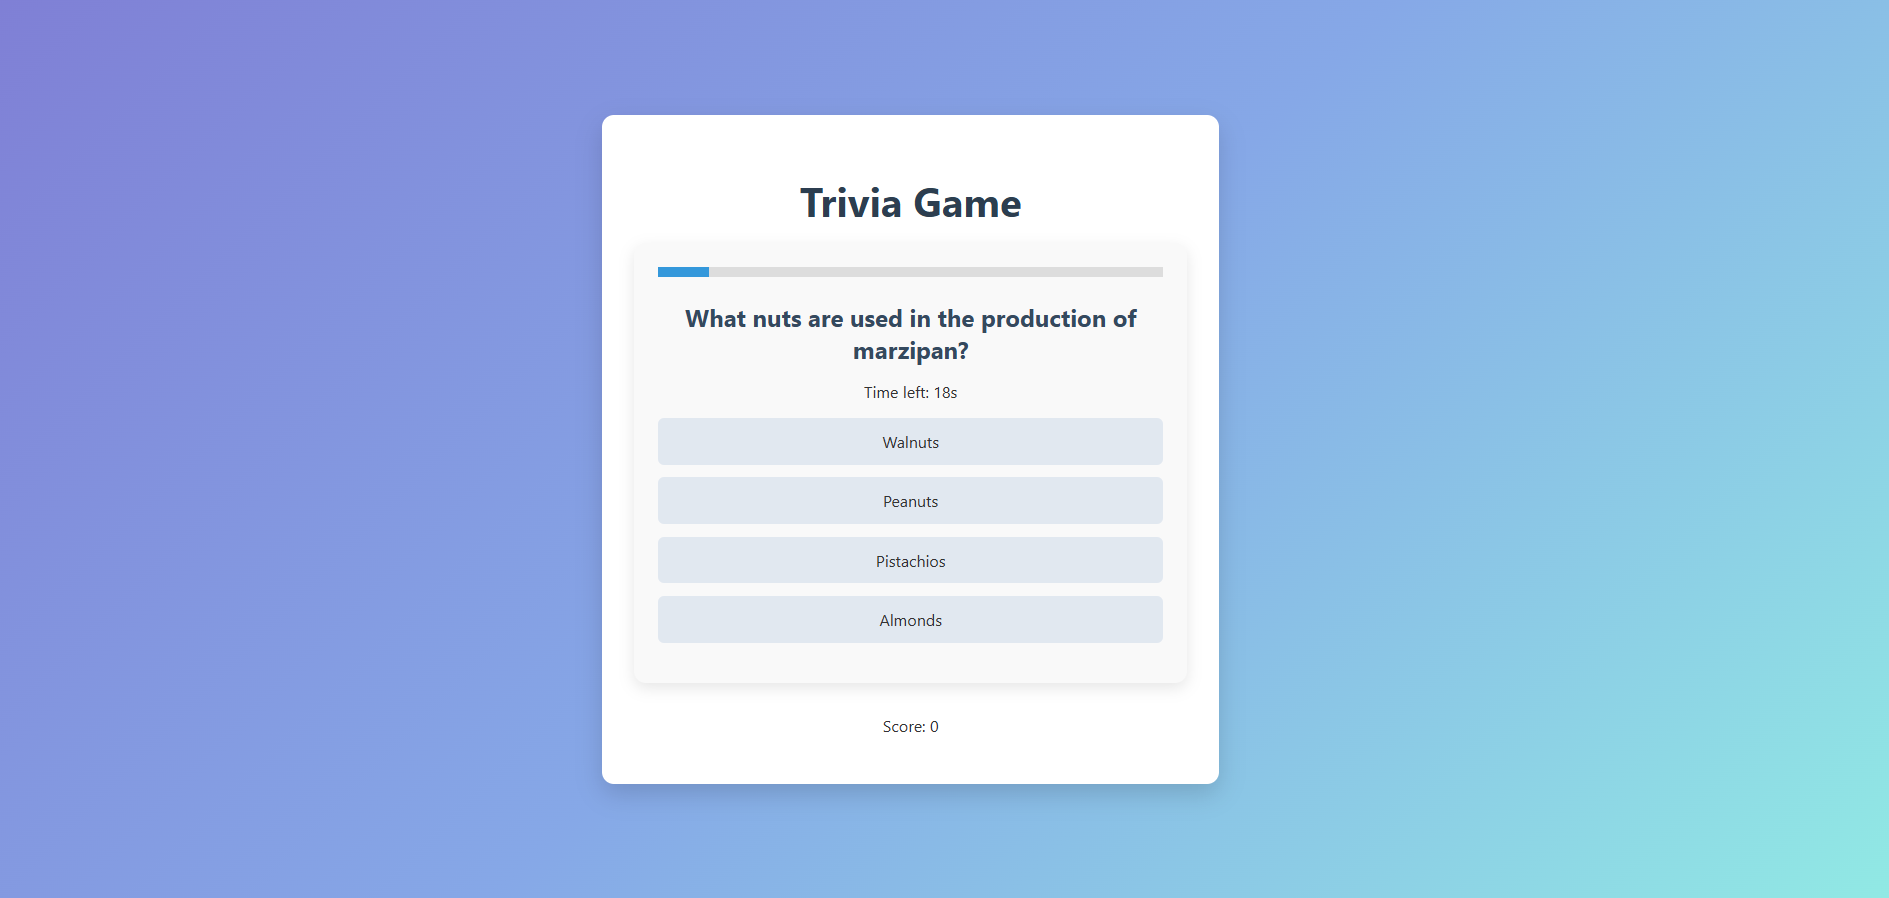 Trivia Game
What nuts are used in the production of
marzipan?
Time left: 18s
Walnuts
Peanuts
Pistachios
Almonds
Score: 0